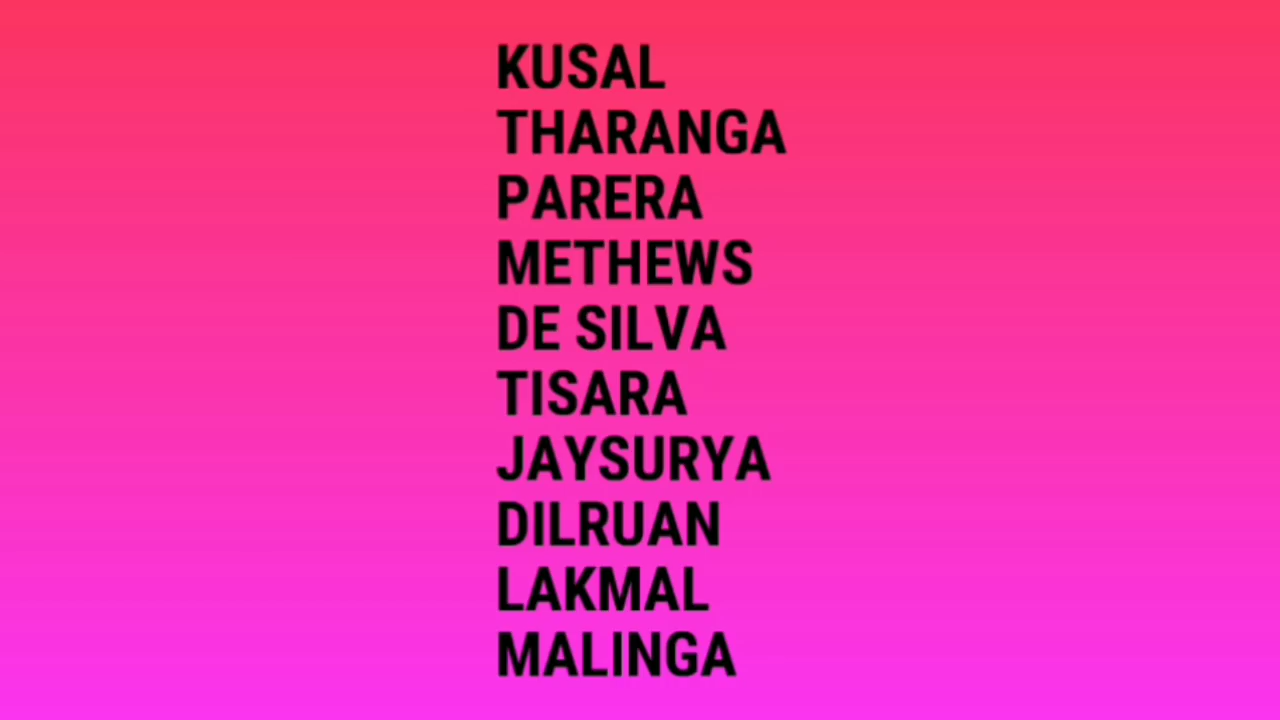 KUSAL
THARANGA
PARERA
METHEWS
DE SILVA
TISARA
JAYSURYA
DILRUAN
LAKMAL
MALINGA